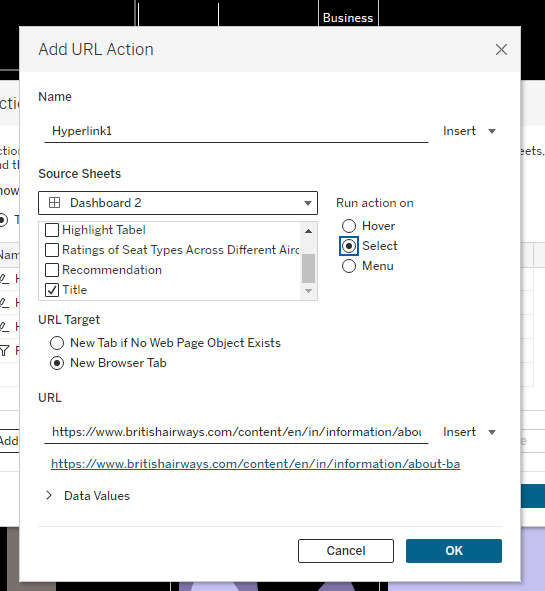 Business
Add URL Action
Name
Hyperlink1
Insert
Source Sheets
Dashboard 2
Run action on
Highlight Tabel
Ratings of Seat Types Across Different Airc
Recommendation
Title
Hover
Select
Menu
URL Target
New Tab if No Web Page Object Exists
New Browser Tab
URL
https://www.britishairways.com/content/en/in/information/abou
Insert
https://www.britishairways.com/content/en/in/information/about-ba
Data Values
Cancel
OK